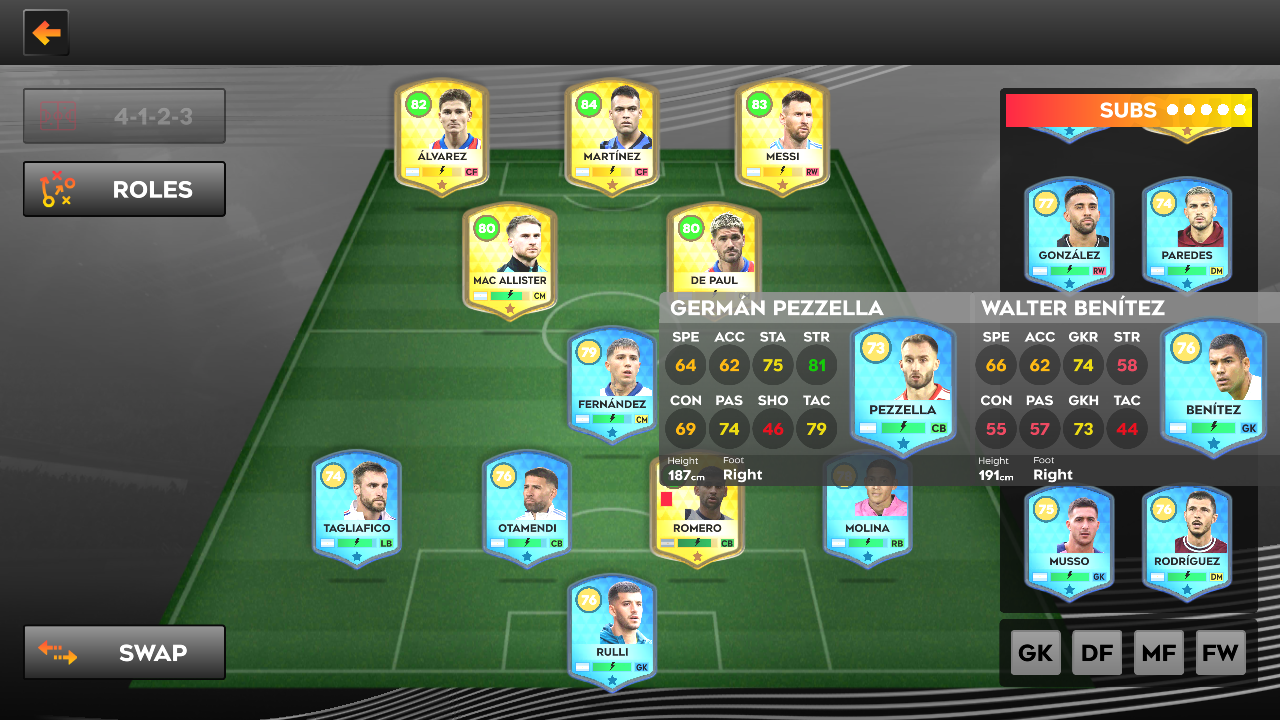 4-1-2-3
ROLES
SWAP
82
ÁLVAREZ
CF
84
MARTÍNEZ
CF
83
MESSI
RW
80
MAC ALLISTER
CM
80
DE PAUL
79
FERNÁNDEZ
CM
74
TAGLIAFICO
LB
76
OTAMENDI
CB
ROMERO
CB
MOLINA
RB
76
RULLI
GK
GERMÁN PEZZELLA
SPE ACC STA STR
64 62 75 81
CON PAS SHO TAC
69 74 46 79
Height Foot
187cm Right
73
PEZZELLA
CB
WALTER BENÍTEZ
SPE ACC GKR STR
66 62 74 58
CON PAS GKH TAC
55 57 73 44
Height Foot
191cm Right
76
BENÍTEZ
GK
SUBS
77
GONZÁLEZ
RW
74
PAREDES
DM
75
MUSSO
GK
76
RODRÍGUEZ
DM
GK DF MF FW